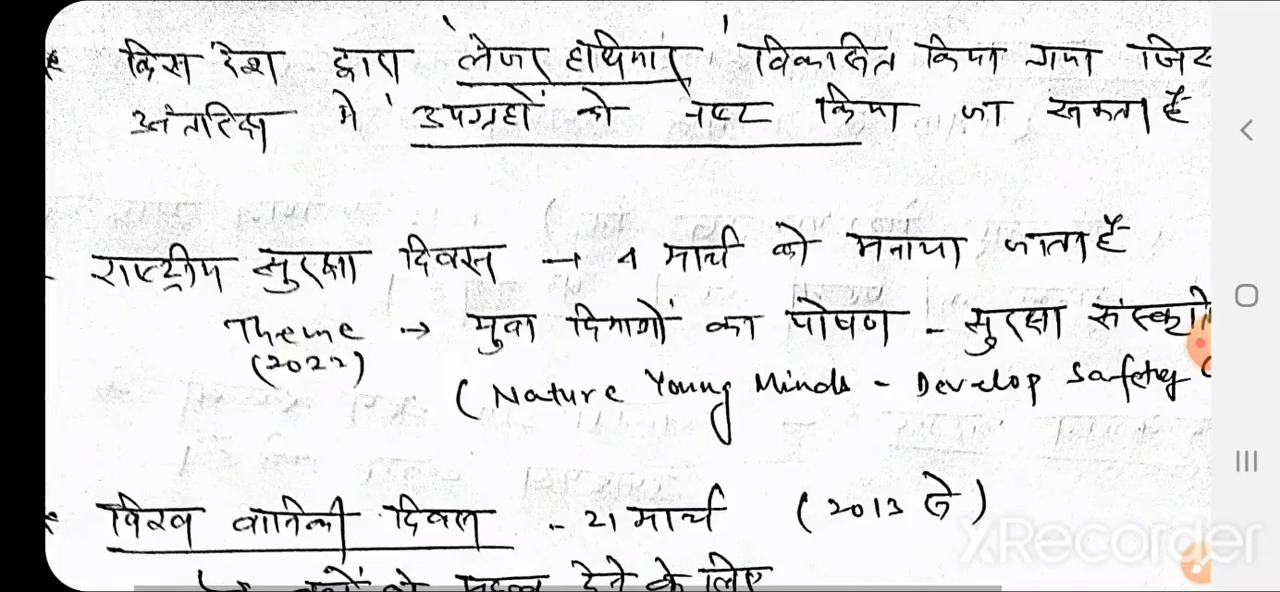 किस देश द्वारा 'लेजर हथियार' विकसित किया गया जिस
अंतरिक्ष में उपग्रहों को नष्ट किया जा सकता है
राष्ट्रीय सुरक्षा दिवस → 4 मार्च को मनाया जाता है
Theme → युवा दिमागों का पोषण - सुरक्षा संस्कृति
(2022)
(Nature Young Minds - Develop Safety
विश्व वानिकी दिवस - 21 मार्च (2013 से)
को महत्व देने के लिए
XRecorder